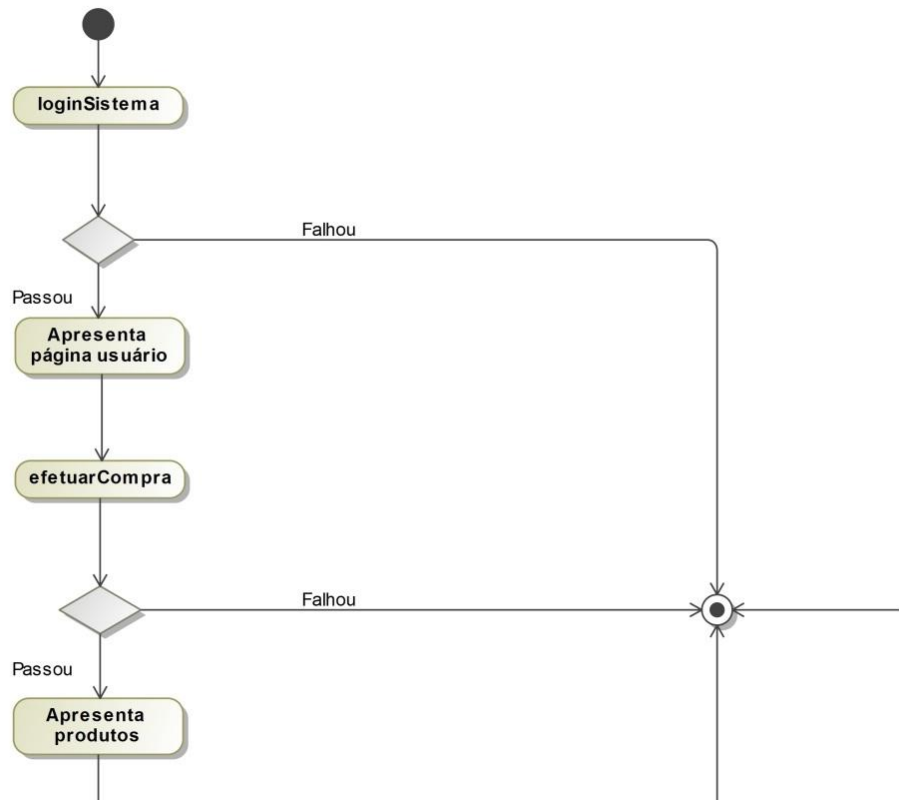 loginSistema
Falhou
Passou
Apresenta
página usuário
efetuarCompra
Falhou
Passou
Apresenta
produtos